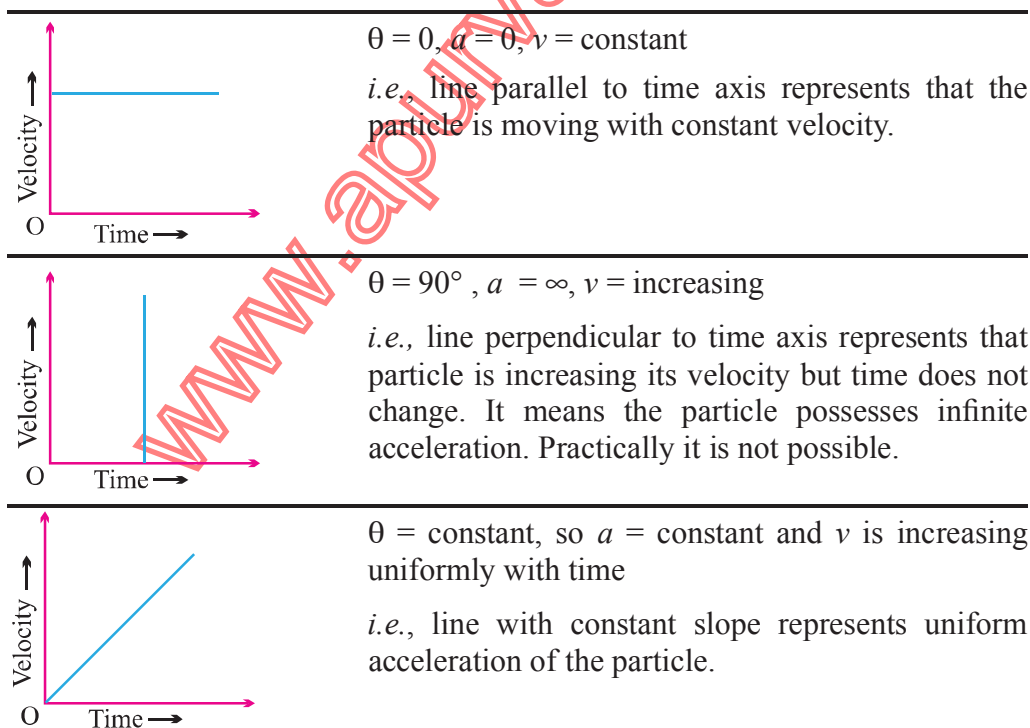 θ = 0, a = 0, v = constant
i.e., line parallel to time axis represents that the
particle is moving with constant velocity.
Velocity
O
Time
θ = 90° , a = ∞, v = increasing
i.e., line perpendicular to time axis represents that
particle is increasing its velocity but time does not
change. It means the particle possesses infinite
acceleration. Practically it is not possible.
Velocity
O
Time
θ = constant, so a = constant and v is increasing
uniformly with time
i.e., line with constant slope represents uniform
acceleration of the particle.
Velocity
O
Time
www.apurv